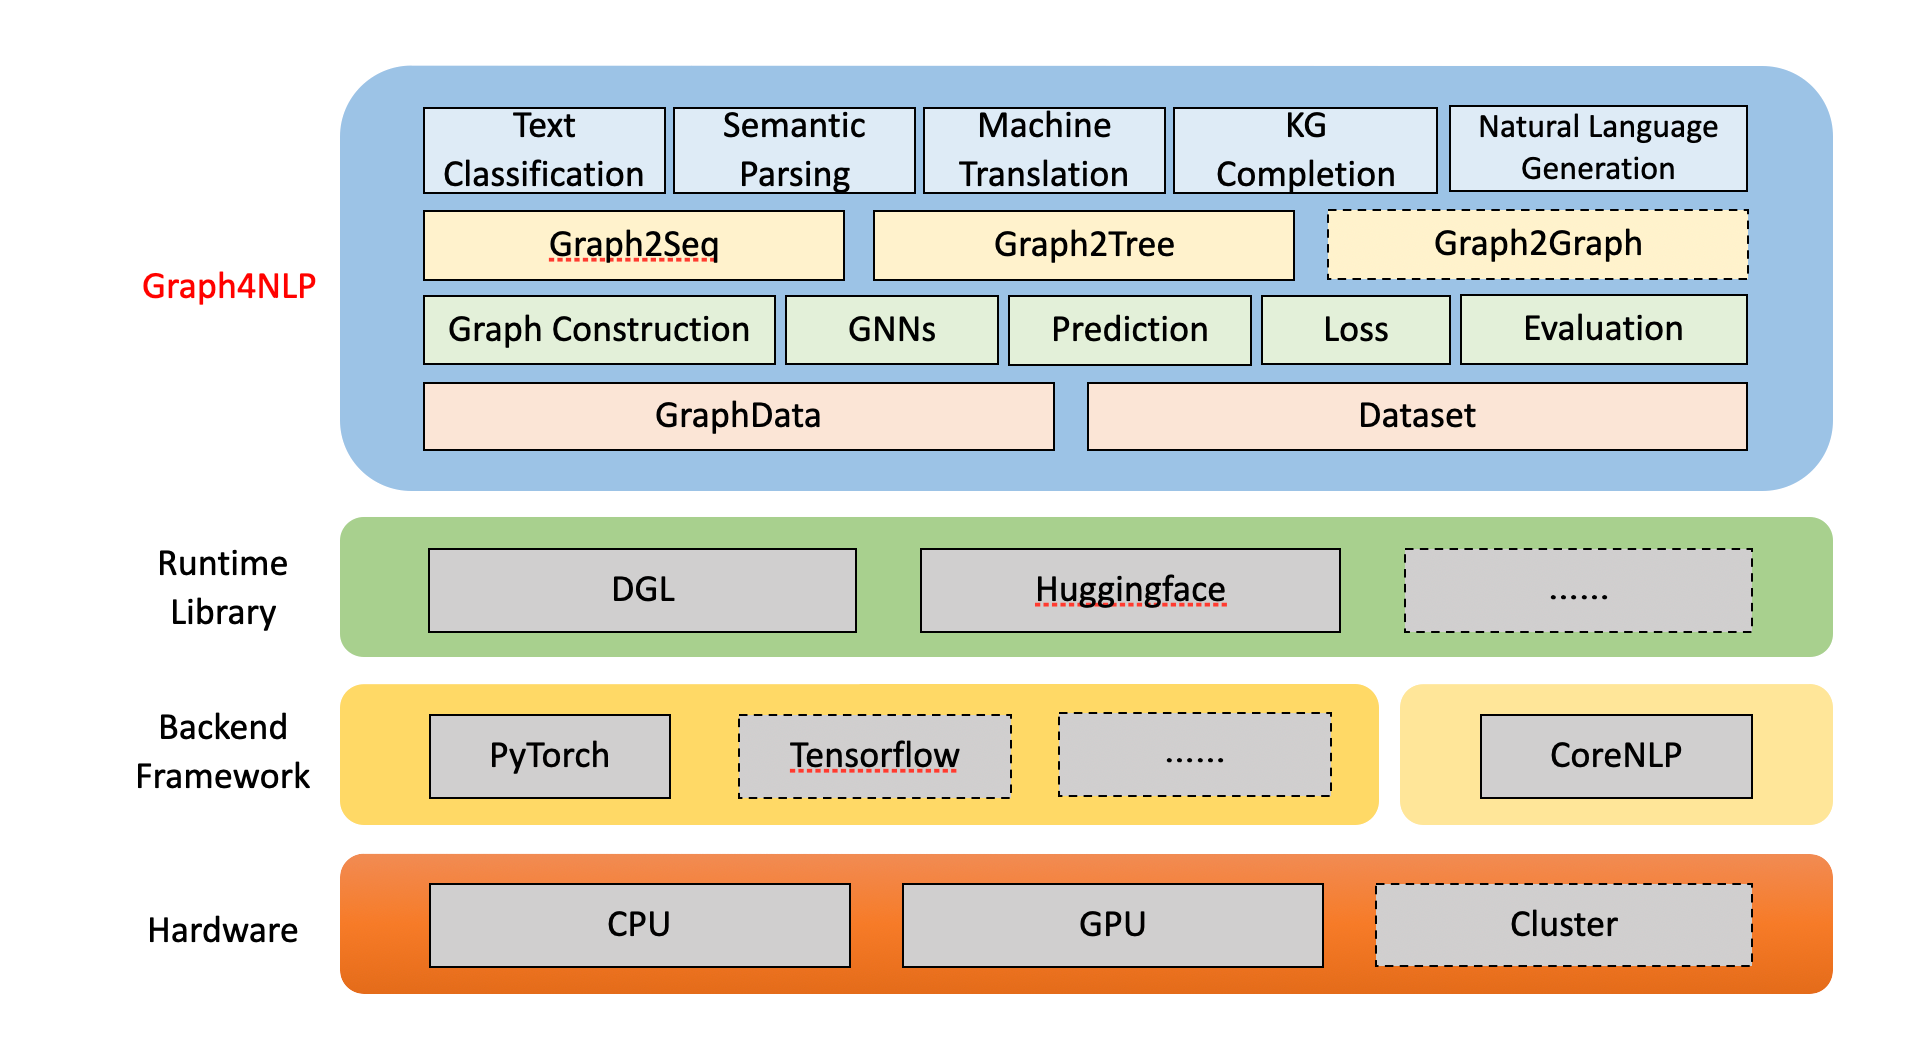 Graph4NLP
Text
Classification
Semantic
Parsing
Machine
Translation
KG
Completion
Natural Language
Generation
Graph2Seq
Graph2Tree
Graph2Graph
Graph Construction
GNNs
Prediction
Loss
Evaluation
GraphData
Dataset
Runtime
Library
DGL
Huggingface
......
Backend
Framework
PyTorch
Tensorflow
......
CoreNLP
Hardware
CPU
GPU
Cluster